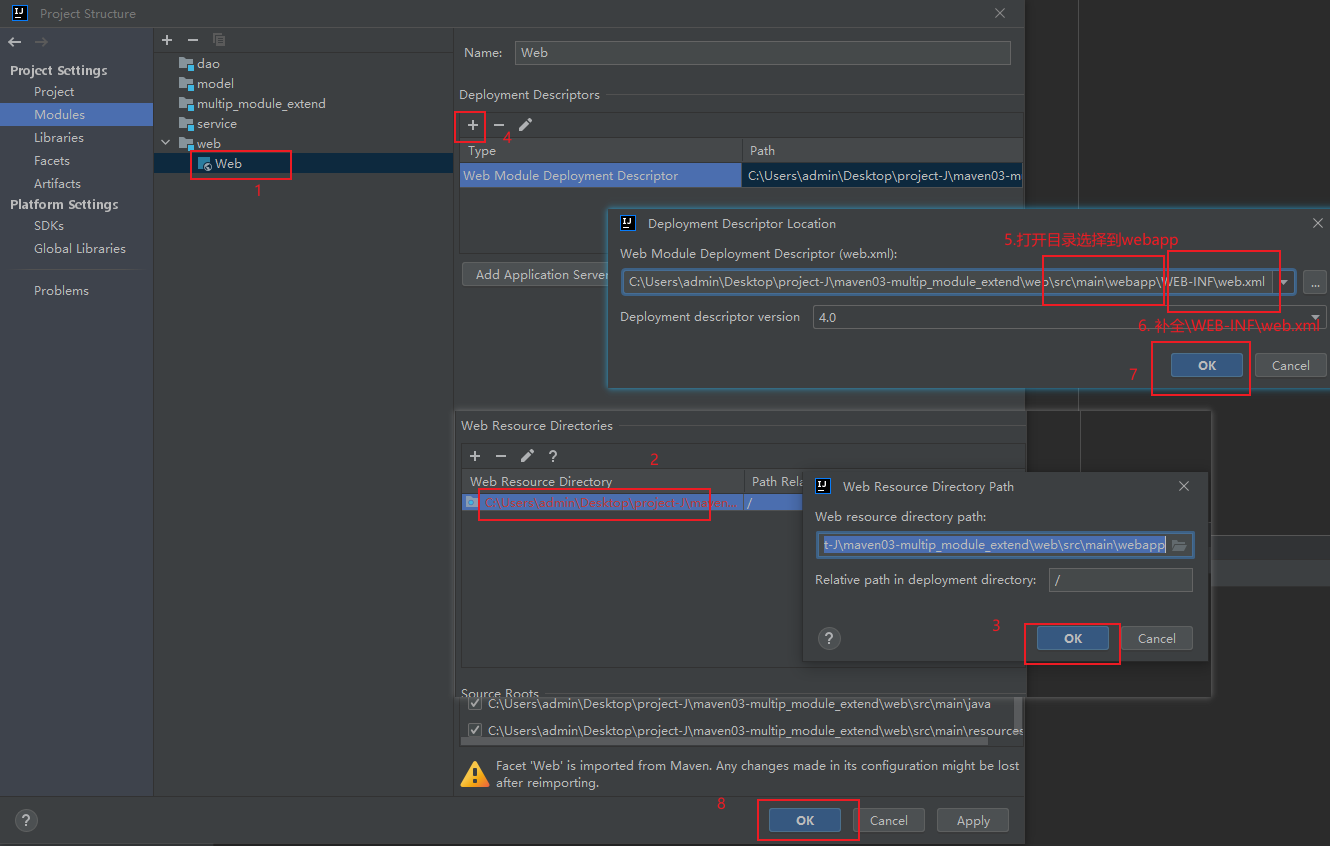 IJ Project Structure
Project Settings
Project
Modules
Libraries
Facets
Artifacts
Platform Settings
SDKs
Global Libraries
Problems
dao
model
multip_module_extend
service
web
Web
1
Name: Web
Deployment Descriptors
4
Type Path
Web Module Deployment Descriptor C:\Users\admin\Desktop\project-J\maven03-m
Add Application Server
IJ Deployment Descriptor Location
5.打开目录选择到webapp
Web Module Deployment Descriptor (web.xml):
C:\Users\admin\Desktop\project-J\maven03-multip_module_extend\web\src\main\webapp\WEB-INF\web.xml ...
Deployment descriptor version 4.0
6. 补全\WEB-INF\web.xml
7
OK Cancel
Web Resource Directories
?
2
Web Resource Directory Path Rela
C:\Users\admin\Desktop\project-J\maven... /
IJ Web Resource Directory Path
Web resource directory path:
t-J\maven03-multip_module_extend\web\src\main\webapp
Relative path in deployment directory: /
3
? OK Cancel
Source Roots
C:\Users\admin\Desktop\project-J\maven03-multip_module_extend\web\src\main\java
C:\Users\admin\Desktop\project-J\maven03-multip_module_extend\web\src\main\resources
Facet 'Web' is imported from Maven. Any changes made in its configuration might be lost
after reimporting.
8
? OK Cancel Apply